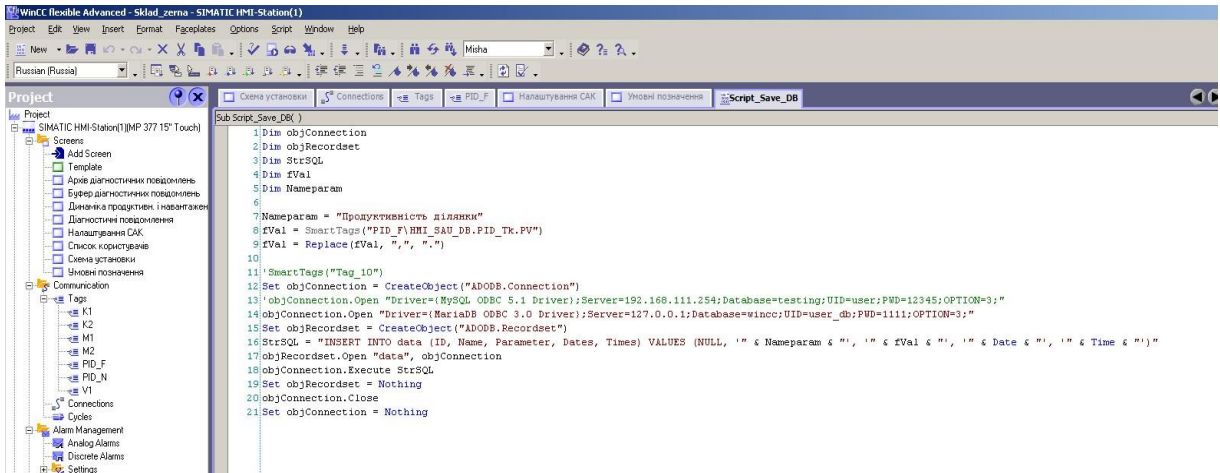 WinCC flexible Advanced - Sklad_zerna - SIMATIC HMI-Station(1)
Project Edit View Insert Format Faceplates Options Script Window Help
New Misha
Russian (Russia)
Project
Схема установки Connections Tags PID_F Налаштування САК Умовні позначення Script_Save_DB
Project
SIMATIC HMI-Station(1)(MP 377 15" Touch)
Screens
Add Screen
Template
Архів діагностичних повідомлень
Буфер діагностичних повідомлень
Динаміка продуктивн. і навантажен
Діагностичні повідомлення
Налаштування САК
Список користувачів
Схема установки
Умовні позначення
Communication
Tags
K1
K2
M1
M2
PID_F
PID_N
V1
Connections
Cycles
Alarm Management
Analog Alarms
Discrete Alarms
Settings
Sub Script_Save_DB( )
1 Dim objConnection
2 Dim objRecordset
3 Dim StrSQL
4 Dim fVal
5 Dim Nameparam
6
7 Nameparam = "Продуктивність ділянки"
8 fVal = SmartTags("PID_F\HMI_SAU_DB.PID_Tk.PV")
9 fVal = Replace(fVal, ",", ".")
10
11 'SmartTags("Tag_10")
12 Set objConnection = CreateObject("ADODB.Connection")
13 'objConnection.Open "Driver={MySQL ODBC 5.1 Driver};Server=192.168.111.254;Database=testing;UID=user;PWD=12345;OPTION=3;"
14 objConnection.Open "Driver={MariaDB ODBC 3.0 Driver};Server=127.0.0.1;Database=wincc;UID=user_db;PWD=1111;OPTION=3;"
15 Set objRecordset = CreateObject("ADODB.Recordset")
16 StrSQL = "INSERT INTO data (ID, Name, Parameter, Dates, Times) VALUES (NULL, '" & Nameparam & "', '" & fVal & "', '" & Date & "', '" & Time & "')"
17 objRecordset.Open "data", objConnection
18 objConnection.Execute StrSQL
19 Set objRecordset = Nothing
20 objConnection.Close
21 Set objConnection = Nothing